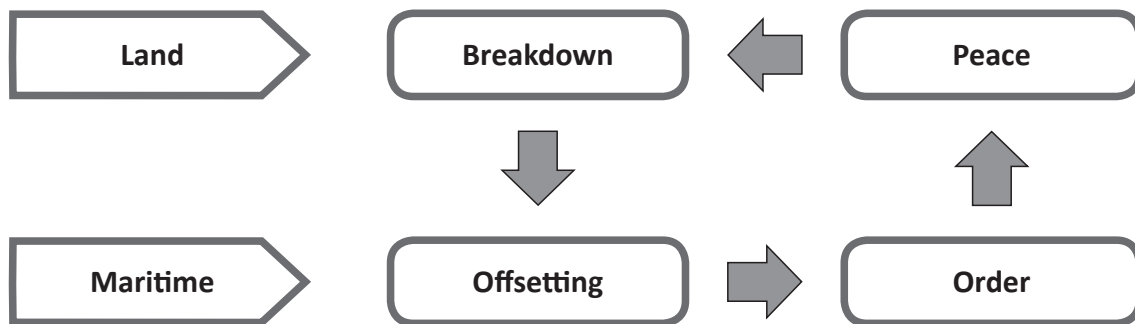 Land
Breakdown
Peace
Maritime
Offsetting
Order